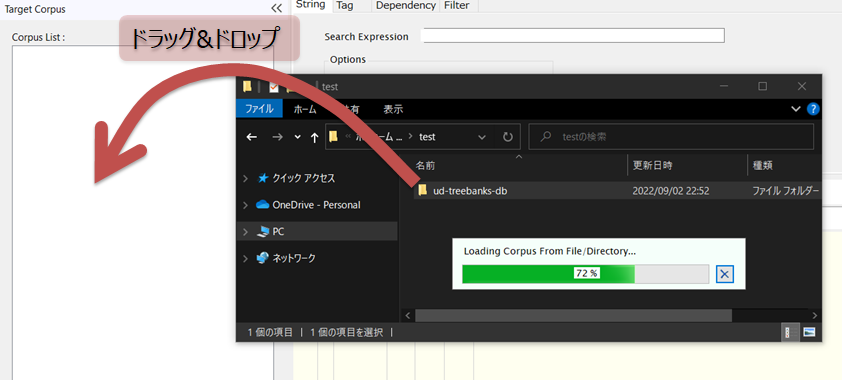 Target Corpus
Corpus List :
ドラッグ&ドロップ
String Tag Dependency Filter
Search Expression
Options
test
ファイル ホーム 共有 表示
test
testの検索
名前 更新日時 種類
クイック アクセス
OneDrive - Personal
PC
ネットワーク
ud-treebanks-db 2022/09/02 22:52 ファイル フォルダー
Loading Corpus From File/Directory...
72 %
1 個の項目 1 個の項目を選択